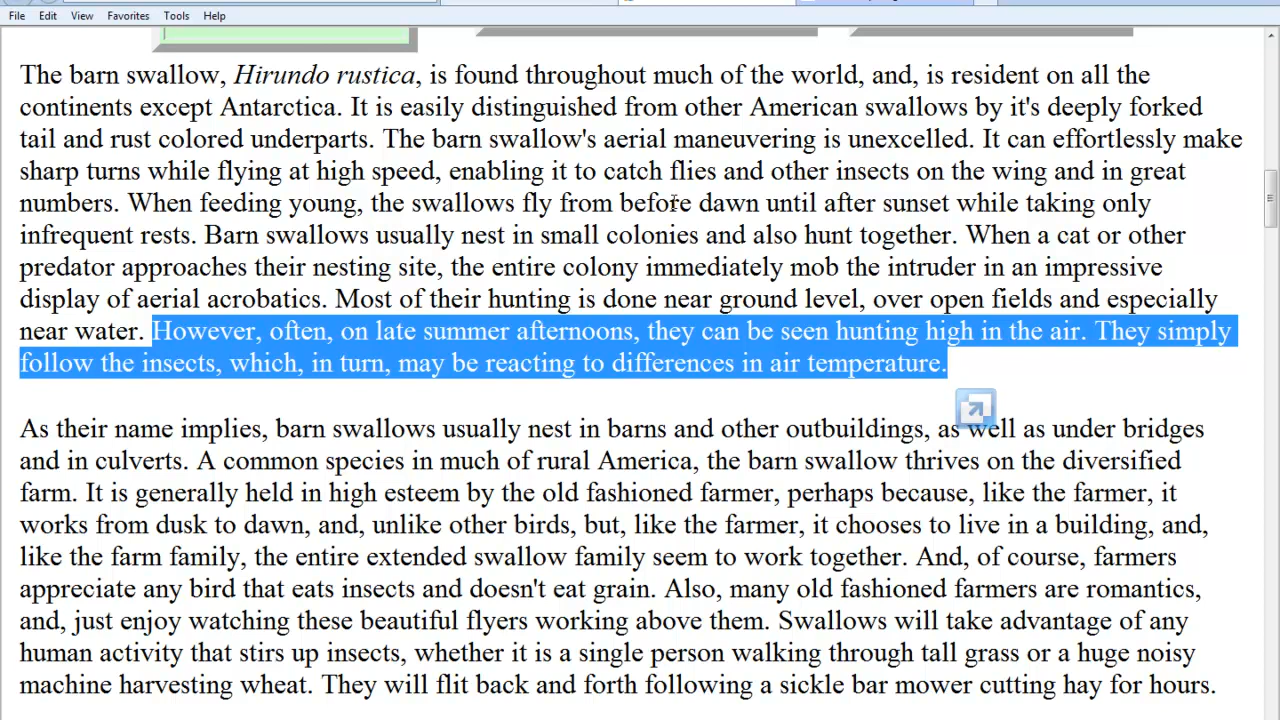 File Edit View Favorites Tools Help
The barn swallow, Hirundo rustica, is found throughout much of the world, and, is resident on all the
continents except Antarctica. It is easily distinguished from other American swallows by it's deeply forked
tail and rust colored underparts. The barn swallow's aerial maneuvering is unexcelled. It can effortlessly make
sharp turns while flying at high speed, enabling it to catch flies and other insects on the wing and in great
numbers. When feeding young, the swallows fly from before dawn until after sunset while taking only
infrequent rests. Barn swallows usually nest in small colonies and also hunt together. When a cat or other
predator approaches their nesting site, the entire colony immediately mob the intruder in an impressive
display of aerial acrobatics. Most of their hunting is done near ground level, over open fields and especially
near water. However, often, on late summer afternoons, they can be seen hunting high in the air. They simply
follow the insects, which, in turn, may be reacting to differences in air temperature.
As their name implies, barn swallows usually nest in barns and other outbuildings, as well as under bridges
and in culverts. A common species in much of rural America, the barn swallow thrives on the diversified
farm. It is generally held in high esteem by the old fashioned farmer, perhaps because, like the farmer, it
works from dusk to dawn, and, unlike other birds, but, like the farmer, it chooses to live in a building, and,
like the farm family, the entire extended swallow family seem to work together. And, of course, farmers
appreciate any bird that eats insects and doesn't eat grain. Also, many old fashioned farmers are romantics,
and, just enjoy watching these beautiful flyers working above them. Swallows will take advantage of any
human activity that stirs up insects, whether it is a single person walking through tall grass or a huge noisy
machine harvesting wheat. They will flit back and forth following a sickle bar mower cutting hay for hours.